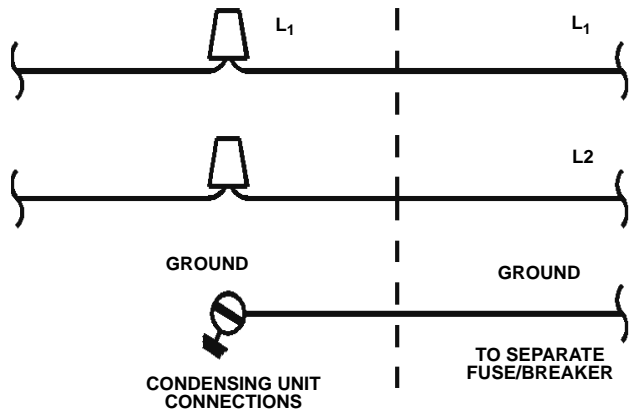 L₁ L₁
L2
GROUND GROUND
TO SEPARATE
FUSE/BREAKER
CONDENSING UNIT
CONNECTIONS